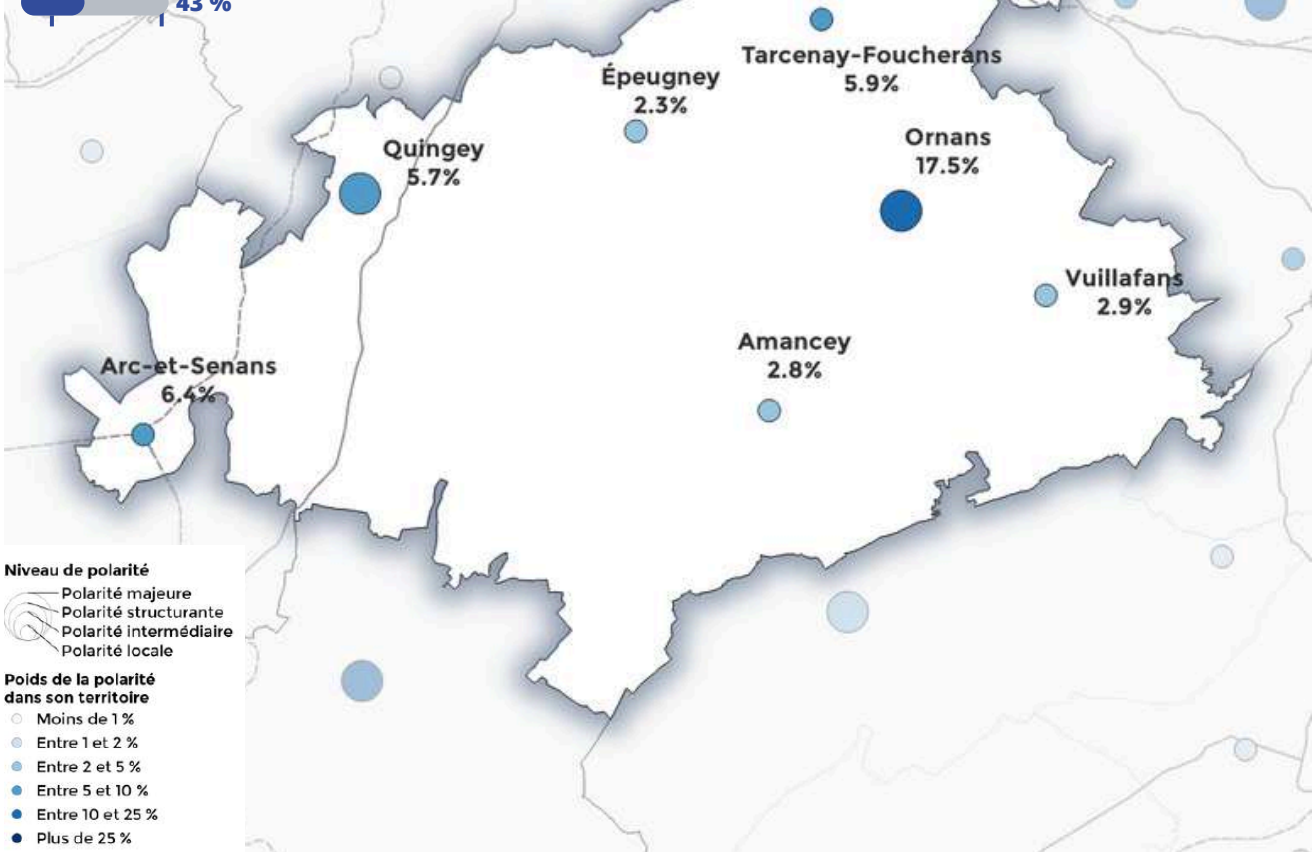 43 %
Tarcenay-Foucherans
5.9%
Épeugney
2.3%
Ornans
17.5%
Quingey
5.7%
Vuillafans
2.9%
Amancey
2.8%
Arc-et-Senans
6.4%
Niveau de polarité
Polarité majeure
Polarité structurante
Polarité intermédiaire
Polarité locale
Poids de la polarité
dans son territoire
Moins de 1 %
Entre 1 et 2 %
Entre 2 et 5 %
Entre 5 et 10 %
Entre 10 et 25 %
Plus de 25 %